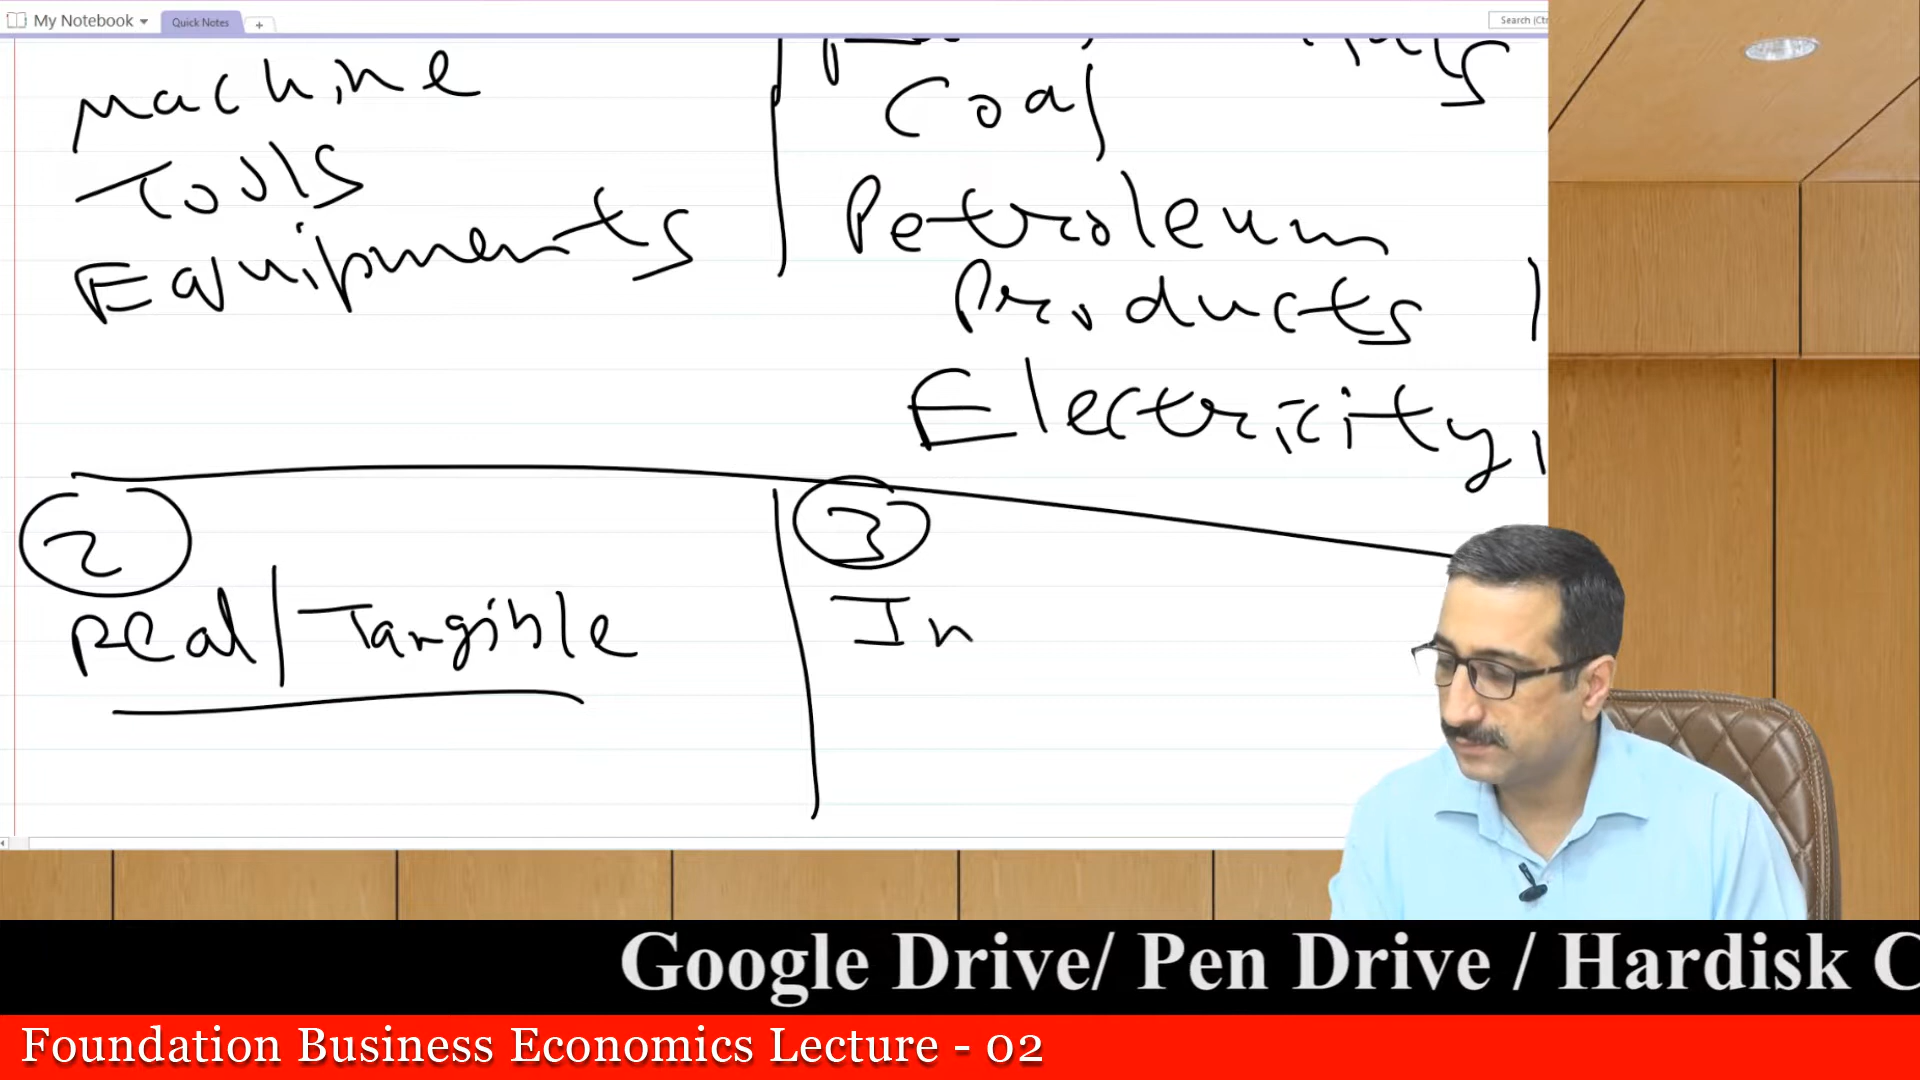 My Notebook
Quick Notes
+
Search (Ctr
Machine
Tools
Equipments
Coal
Petroleum
Products
Electricity,
2
Real/Tangible
3
In
Google Drive/ Pen Drive / Hardisk C
Foundation Business Economics Lecture - 02